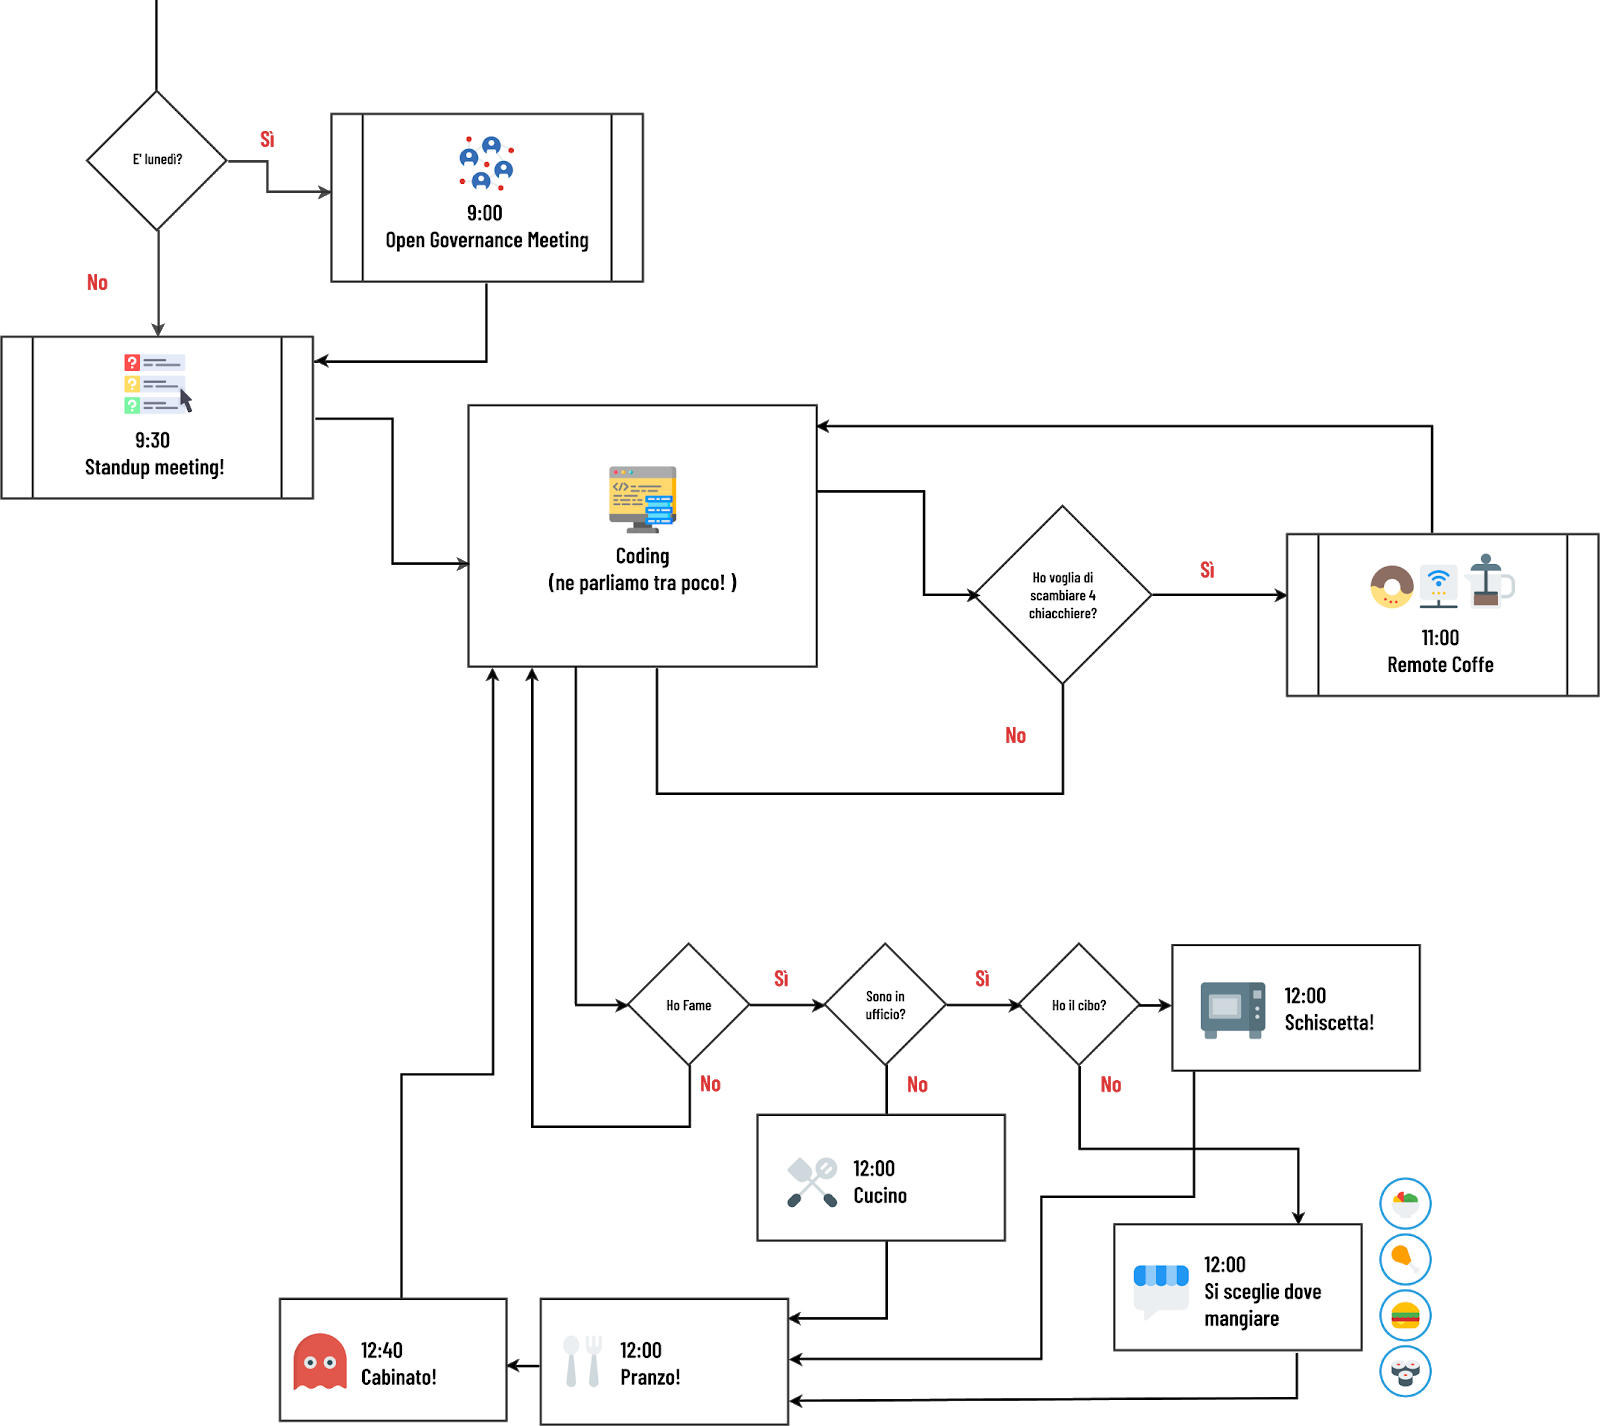 E' lunedì?
Sì
9:00
Open Governance Meeting
No
9:30
Standup meeting!
Coding
(ne parliamo tra poco! )
Ho voglia di
scambiare 4
chiacchiere?
Sì
11:00
Remote Coffe
No
Ho Fame
Sì
Sono in
ufficio?
Sì
Ho il cibo?
12:00
Schiscetta!
No
No
No
12:00
Cucino
12:00
Si sceglie dove
mangiare
12:40
Cabinato!
12:00
Pranzo!